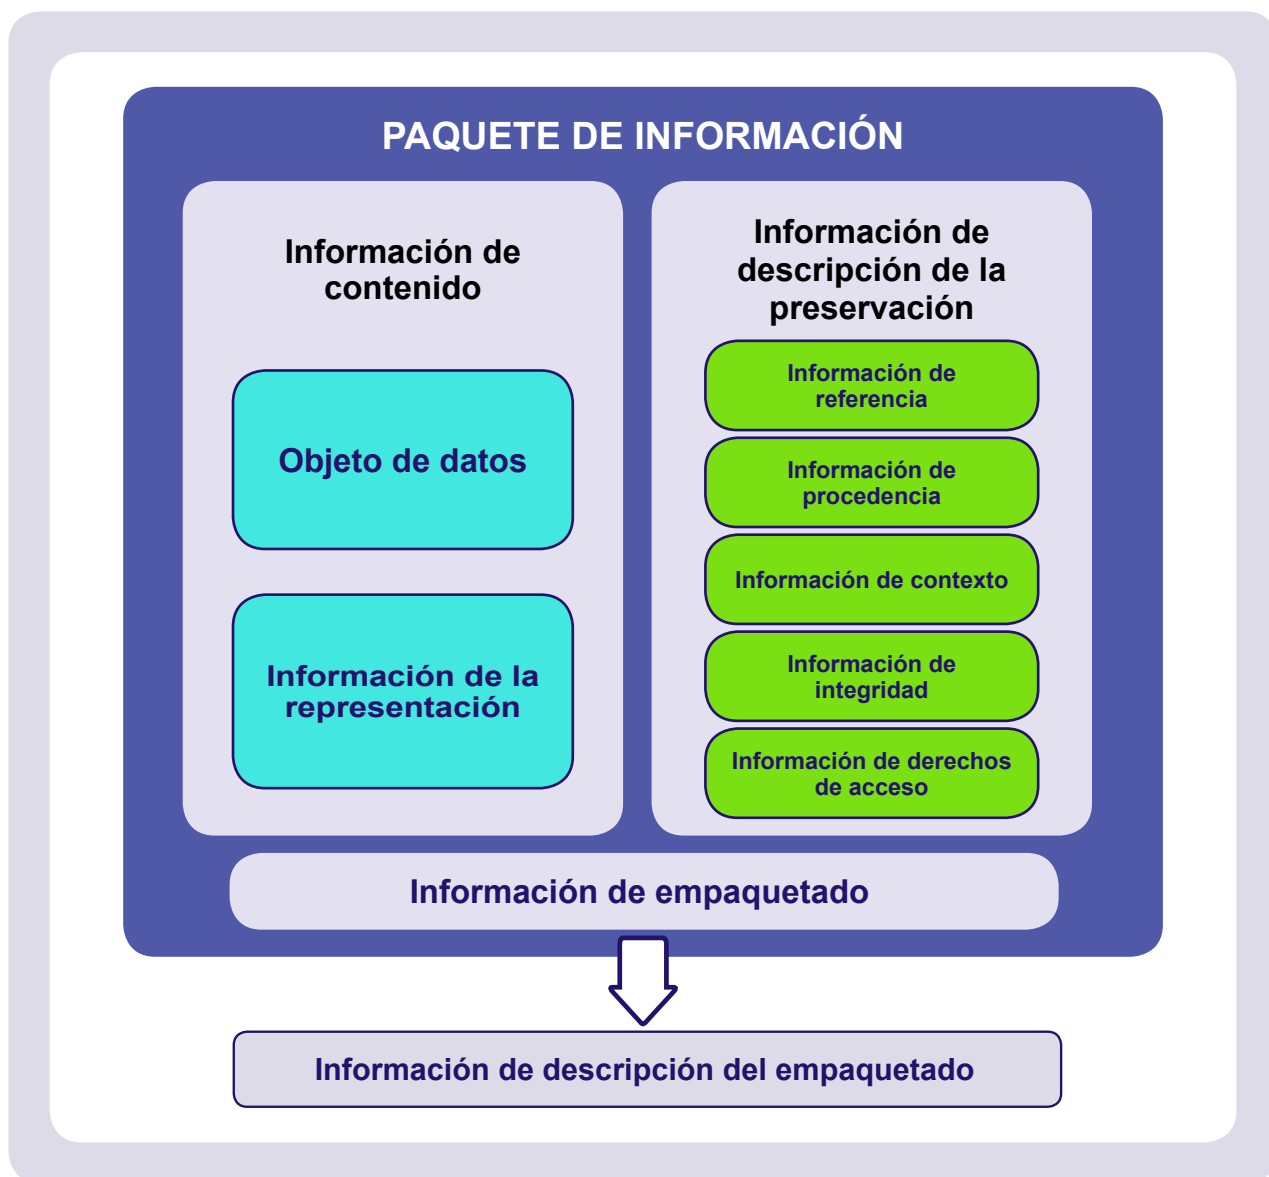 PAQUETE DE INFORMACIÓN
Información de
contenido
Objeto de datos
Información de la
representación
Información de
descripción de la
preservación
Información de
referencia
Información de
procedencia
Información de contexto
Información de
integridad
Información de derechos
de acceso
Información de empaquetado
Información de descripción del empaquetado